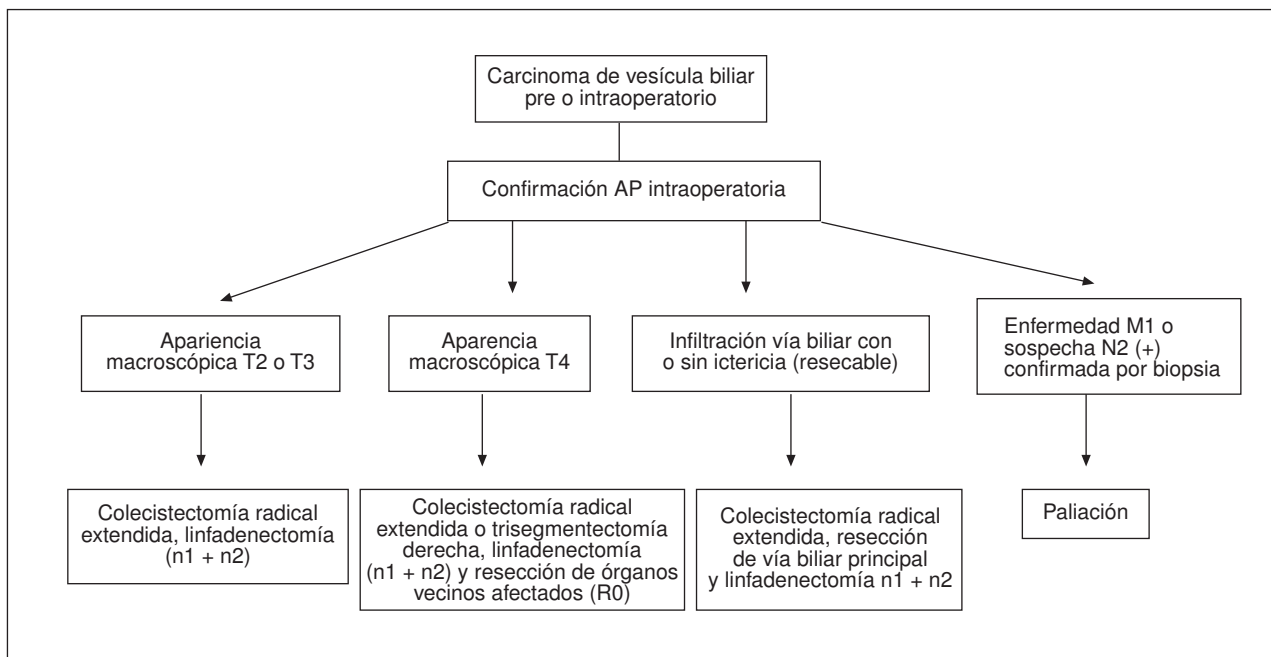 Carcinoma de vesícula biliar
pre o intraoperatorio
Confirmación AP intraoperatoria
Apariencia
macroscópica T2 o T3
Aparencia
macroscópica T4
Infiltración vía biliar con
o sin ictericia (resecable)
Enfermedad M1 o
sospecha N2 (+)
confirmada por biopsia
Colecistectomía radical
extendida, linfadenectomía
(n1 + n2)
Colecistectomía radical
extendida o trisegmentectomía
derecha, linfadenectomía
(n1 + n2) y resección de órganos
vecinos afectados (R0)
Colecistectomía radical
extendida, resección
de vía biliar principal
y linfadenectomía n1 + n2
Paliación